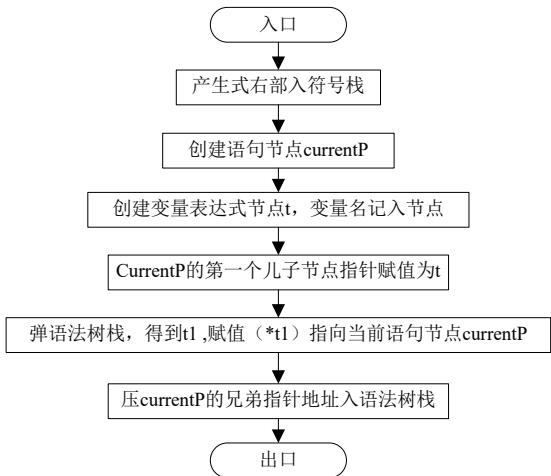 入口
产生式右部入符号栈
创建语句节点currentP
创建变量表达式节点t，变量名记入节点
CurrentP的第一个儿子节点指针赋值为t
弹语法树栈，得到t1 ,赋值（*t1）指向当前语句节点currentP
压currentP的兄弟指针地址入语法树栈
出口